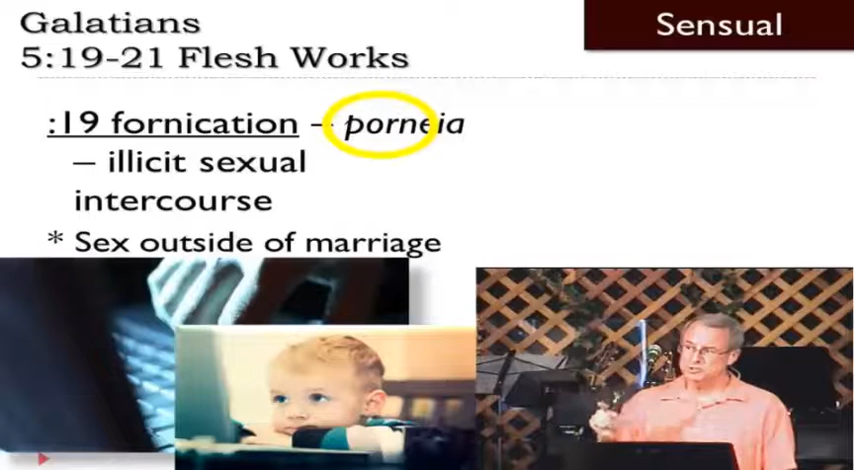 Galatians
5:19-21 Flesh Works
Sensual
:19 fornication – porneia
– illicit sexual
intercourse
* Sex outside of marriage